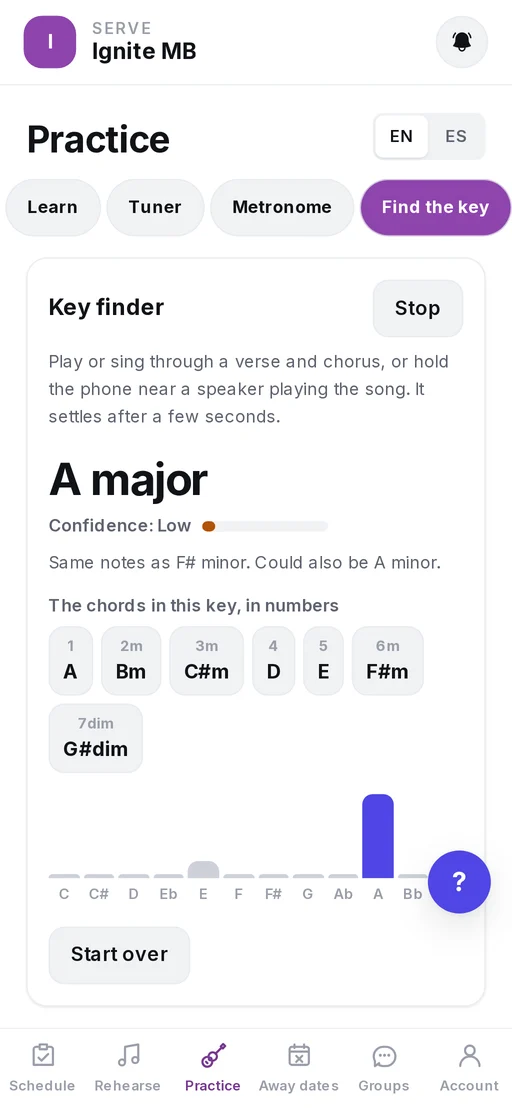 I
SERVE
Ignite MB
Practice
EN ES
Learn Tuner Metronome Find the key
Key finder
Stop
Play or sing through a verse and chorus, or hold
the phone near a speaker playing the song. It
settles after a few seconds.
A major
Confidence: Low
Same notes as F# minor. Could also be A minor.
The chords in this key, in numbers
1 2m 3m 4 5 6m
A Bm C#m D E F#m
7dim
G#dim
C C# D Eb E F F# G Ab A Bb
?
Start over
Schedule Rehearse Practice Away dates Groups Account